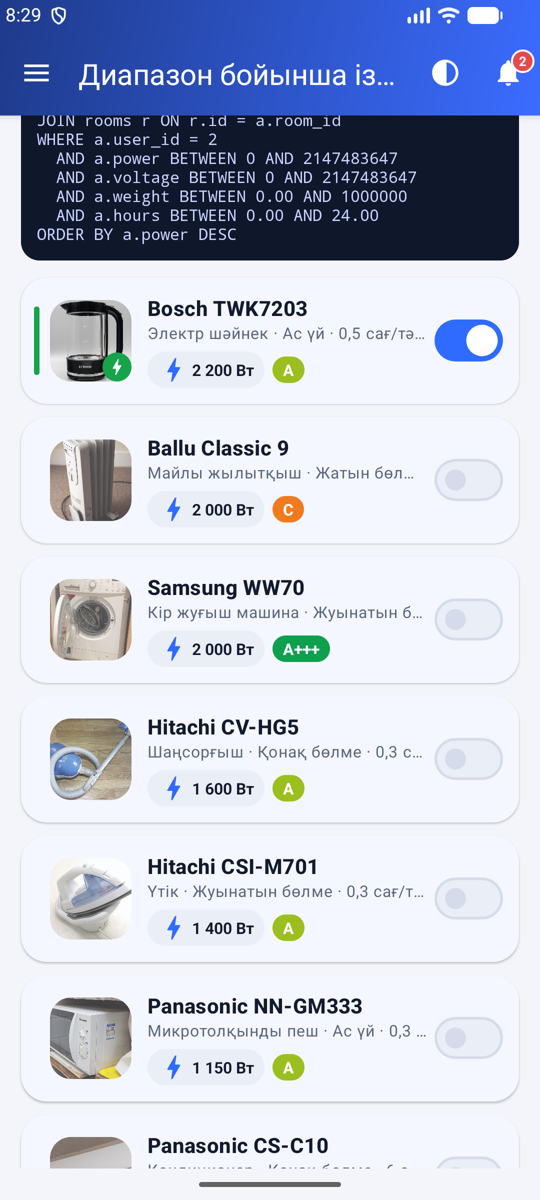 8:29
Диапазон бойынша із...
2
JOIN rooms r ON r.id = a.room_id
WHERE a.user_id = 2
AND a.power BETWEEN 0 AND 2147483647
AND a.voltage BETWEEN 0 AND 2147483647
AND a.weight BETWEEN 0.00 AND 1000000
AND a.hours BETWEEN 0.00 AND 24.00
ORDER BY a.power DESC
Bosch TWK7203
Электр шәйнек · Ас үй · 0,5 сағ/тә...
2 200 Вт
A
Ballu Classic 9
Майлы жылытқыш · Жатын бөл...
2 000 Вт
C
Samsung WW70
Кір жуғыш машина · Жуынатын б...
2 000 Вт
A+++
Hitachi CV-HG5
Шаңсорғыш · Қонақ бөлме · 0,3 с...
1 600 Вт
A
Hitachi CSI-M701
Үтік · Жуынатын бөлме · 0,3 сағ/т...
1 400 Вт
A
Panasonic NN-GM333
Микротолқынды пеш · Ас үй · 0,3 ...
1 150 Вт
A
Panasonic CS-C10